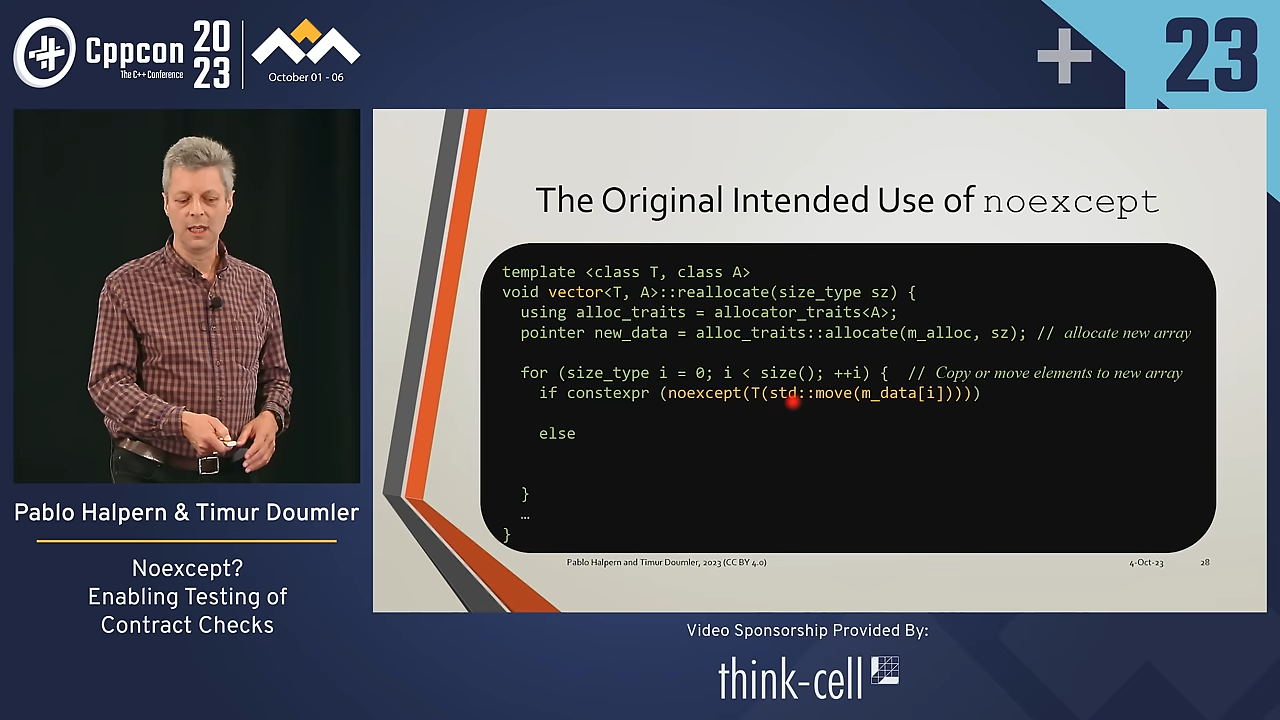 Cppcon
The C++ Conference
20
23
October 01 - 06
23
The Original Intended Use of noexcept
template <class T, class A>
void vector<T, A>::reallocate(size_type sz) {
using alloc_traits = allocator_traits<A>;
pointer new_data = alloc_traits::allocate(m_alloc, sz); // allocate new array
for (size_type i = 0; i < size(); ++i) { // Copy or move elements to new array
if constexpr (noexcept(T(std::move(m_data[i]))))
else
}
…
}
Pablo Halpern and Timur Doumler, 2023 (CC BY 4.0) 4-Oct-23 28
Pablo Halpern & Timur Doumler
Noexcept?
Enabling Testing of
Contract Checks
Video Sponsorship Provided By:
think-cell